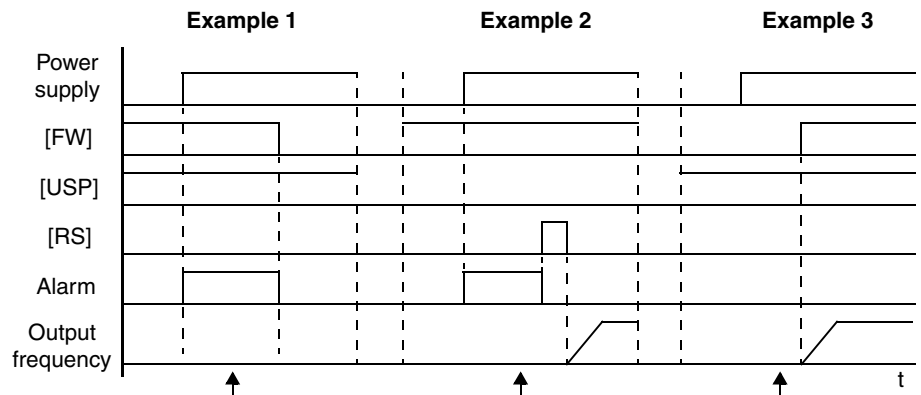 Example 1
Example 2
Example 3
Power
supply
[FW]
[USP]
[RS]
Alarm
Output
frequency
t